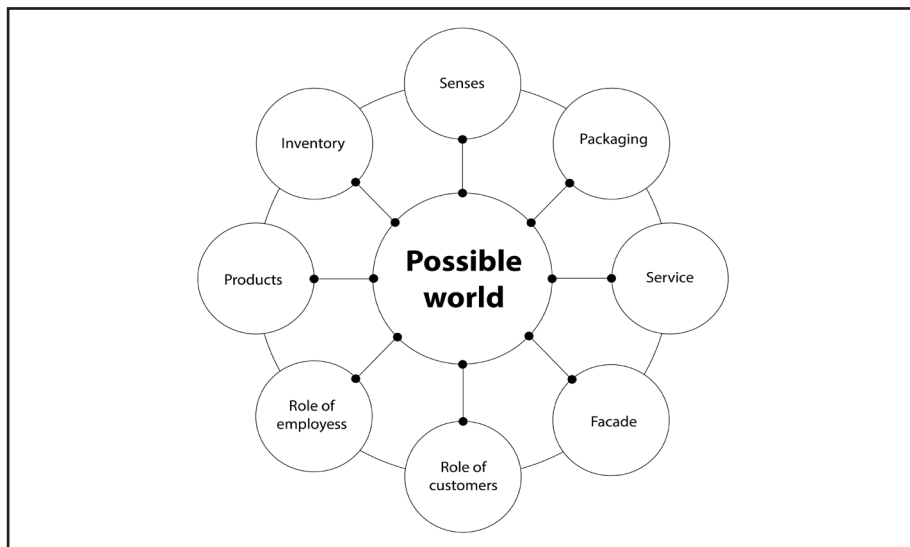 Senses
Inventory
Packaging
Possible
world
Products
Service
Role of
employess
Facade
Role of
customers